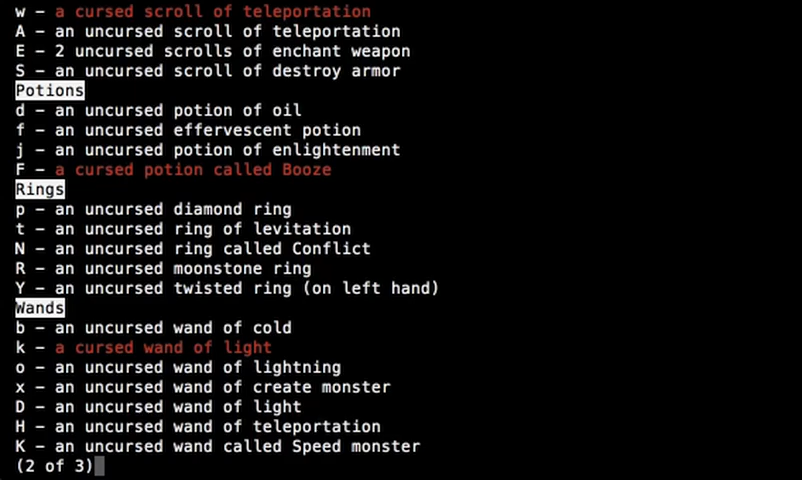 w - a cursed scroll of teleportation
A - an uncursed scroll of teleportation
E - 2 uncursed scrolls of enchant weapon
S - an uncursed scroll of destroy armor
Potions
d - an uncursed potion of oil
f - an uncursed effervescent potion
j - an uncursed potion of enlightenment
F - a cursed potion called Booze
Rings
p - an uncursed diamond ring
t - an uncursed ring of levitation
N - an uncursed ring called Conflict
R - an uncursed moonstone ring
Y - an uncursed twisted ring (on left hand)
Wands
b - an uncursed wand of cold
k - a cursed wand of light
o - an uncursed wand of lightning
x - an uncursed wand of create monster
D - an uncursed wand of light
H - an uncursed wand of teleportation
K - an uncursed wand called Speed monster
(2 of 3)